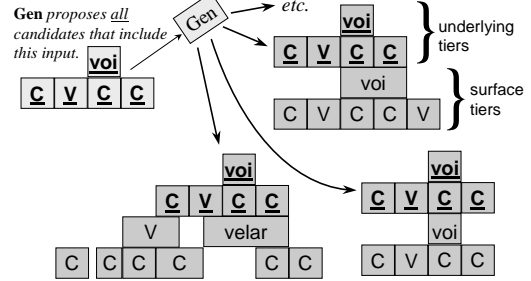 Gen proposes all
candidates that include
this input.
voi
C V C C
Gen
etc.
voi
C V C C
underlying
tiers
voi
C V C C V
surface
tiers
voi
C V C C
V velar
C C C C C C
voi
C V C C
voi
C V C C